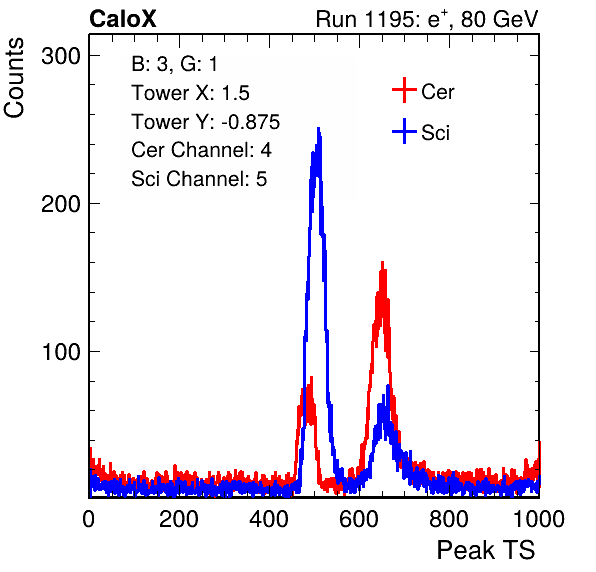 CaloX Run 1195: e⁺, 80 GeV
Counts
300
200
100
B: 3, G: 1
Tower X: 1.5
Tower Y: -0.875
Cer Channel: 4
Sci Channel: 5
Cer
Sci
0 200 400 600 800 1000
Peak TS